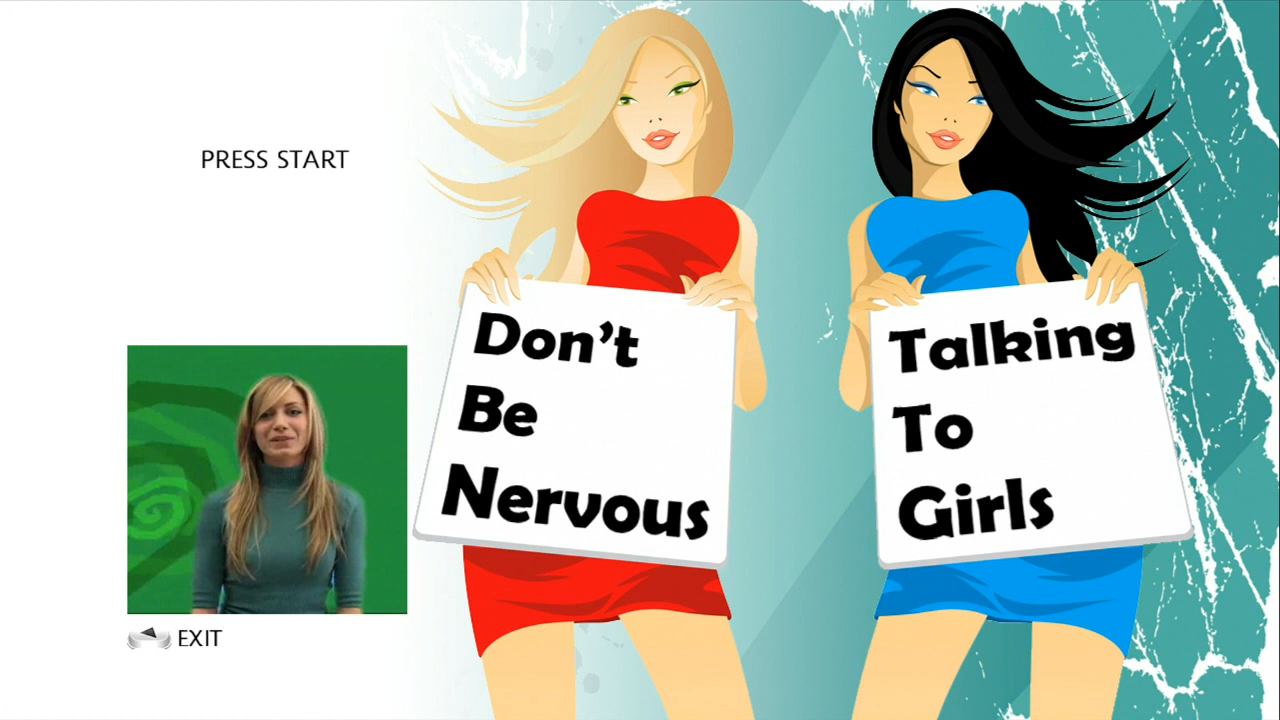 PRESS START
EXIT
Don't
Be
Nervous
Talking
To
Girls